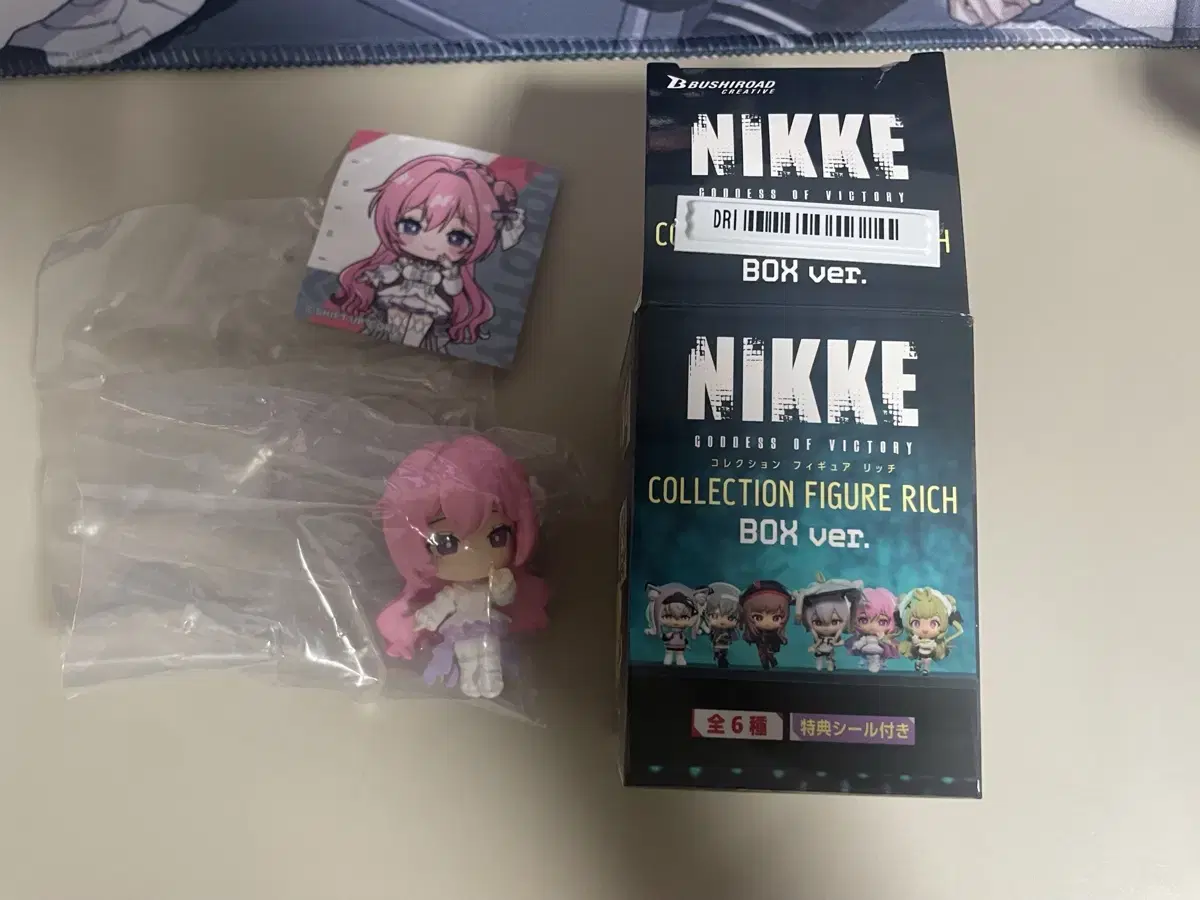 BUSHIROAD
CREATIVE
NIKKE
GODDESS OF VICTORY
DRI
BOX ver.
NIKKE
GODDESS OF VICTORY
コレクション フィギュア リッチ
COLLECTION FIGURE RICH
BOX ver.
全6種
特典シール付き